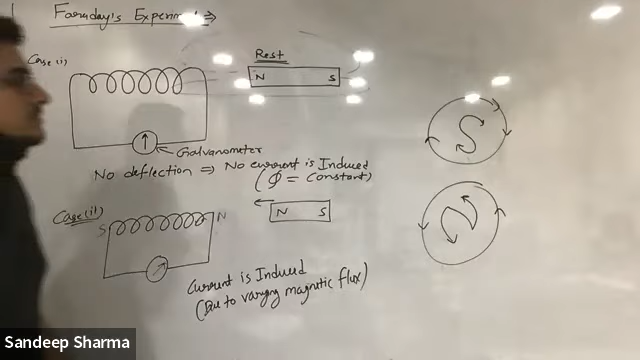 Faraday's Experiment
Case (i)
Rest
N S
Galvanometer
No deflection ⇒ No current is Induced
(ϕ = Constant)
Case (ii)
S N
N S
Current is Induced
(Due to varying magnetic flux)
S
N
Sandeep Sharma